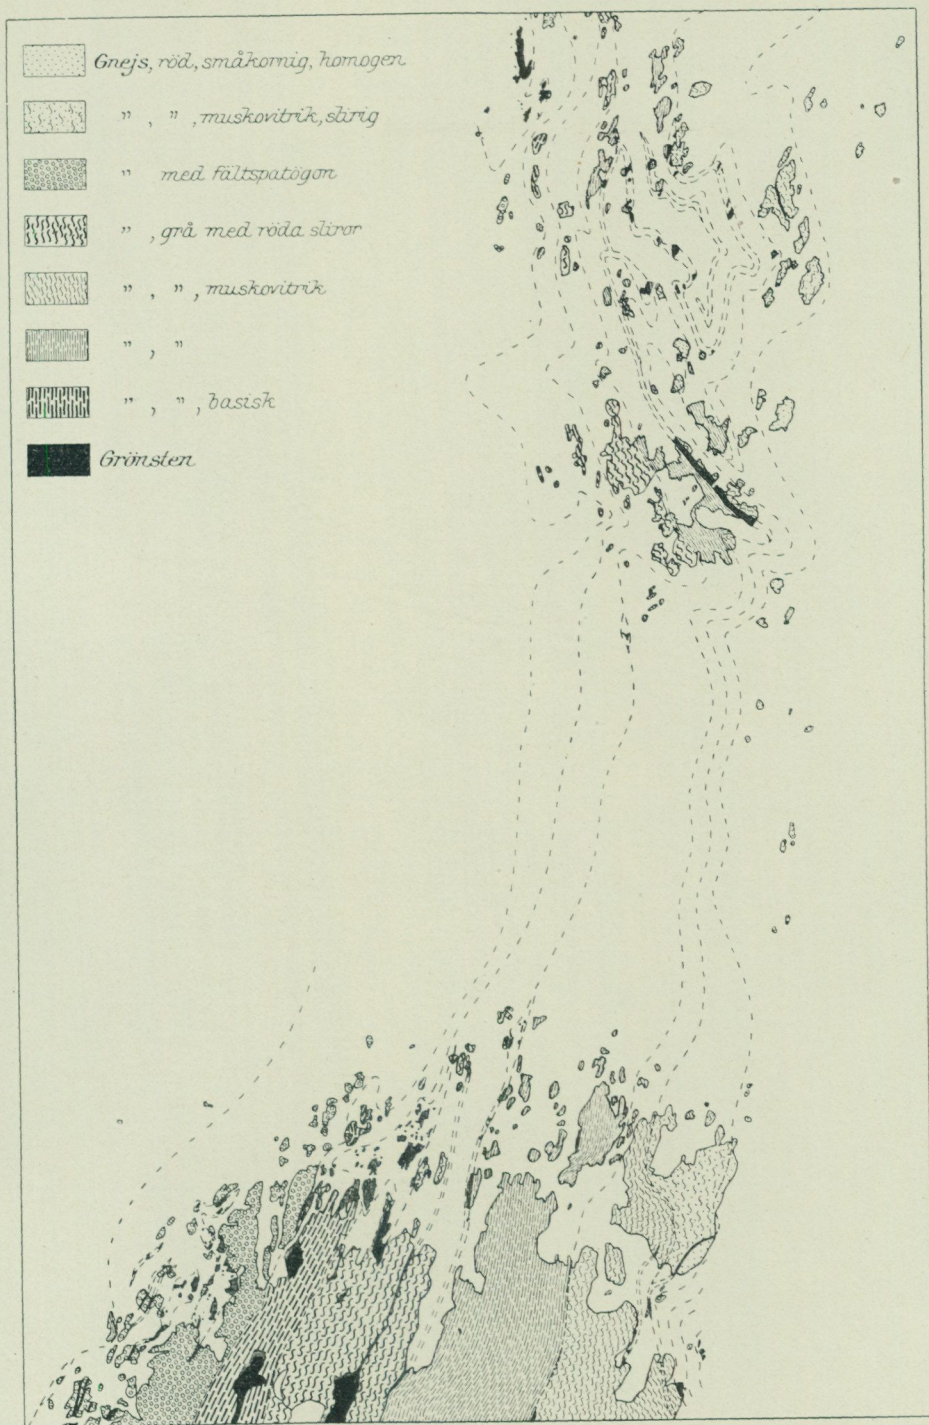 Gnejs, röd, småkornig, homogen
" , " , muskovitrik, slirig
" med fältspatögon
" , grå med röda sliror
" , " , muskovitrik
" , "
" , " , basisk
Grönsten